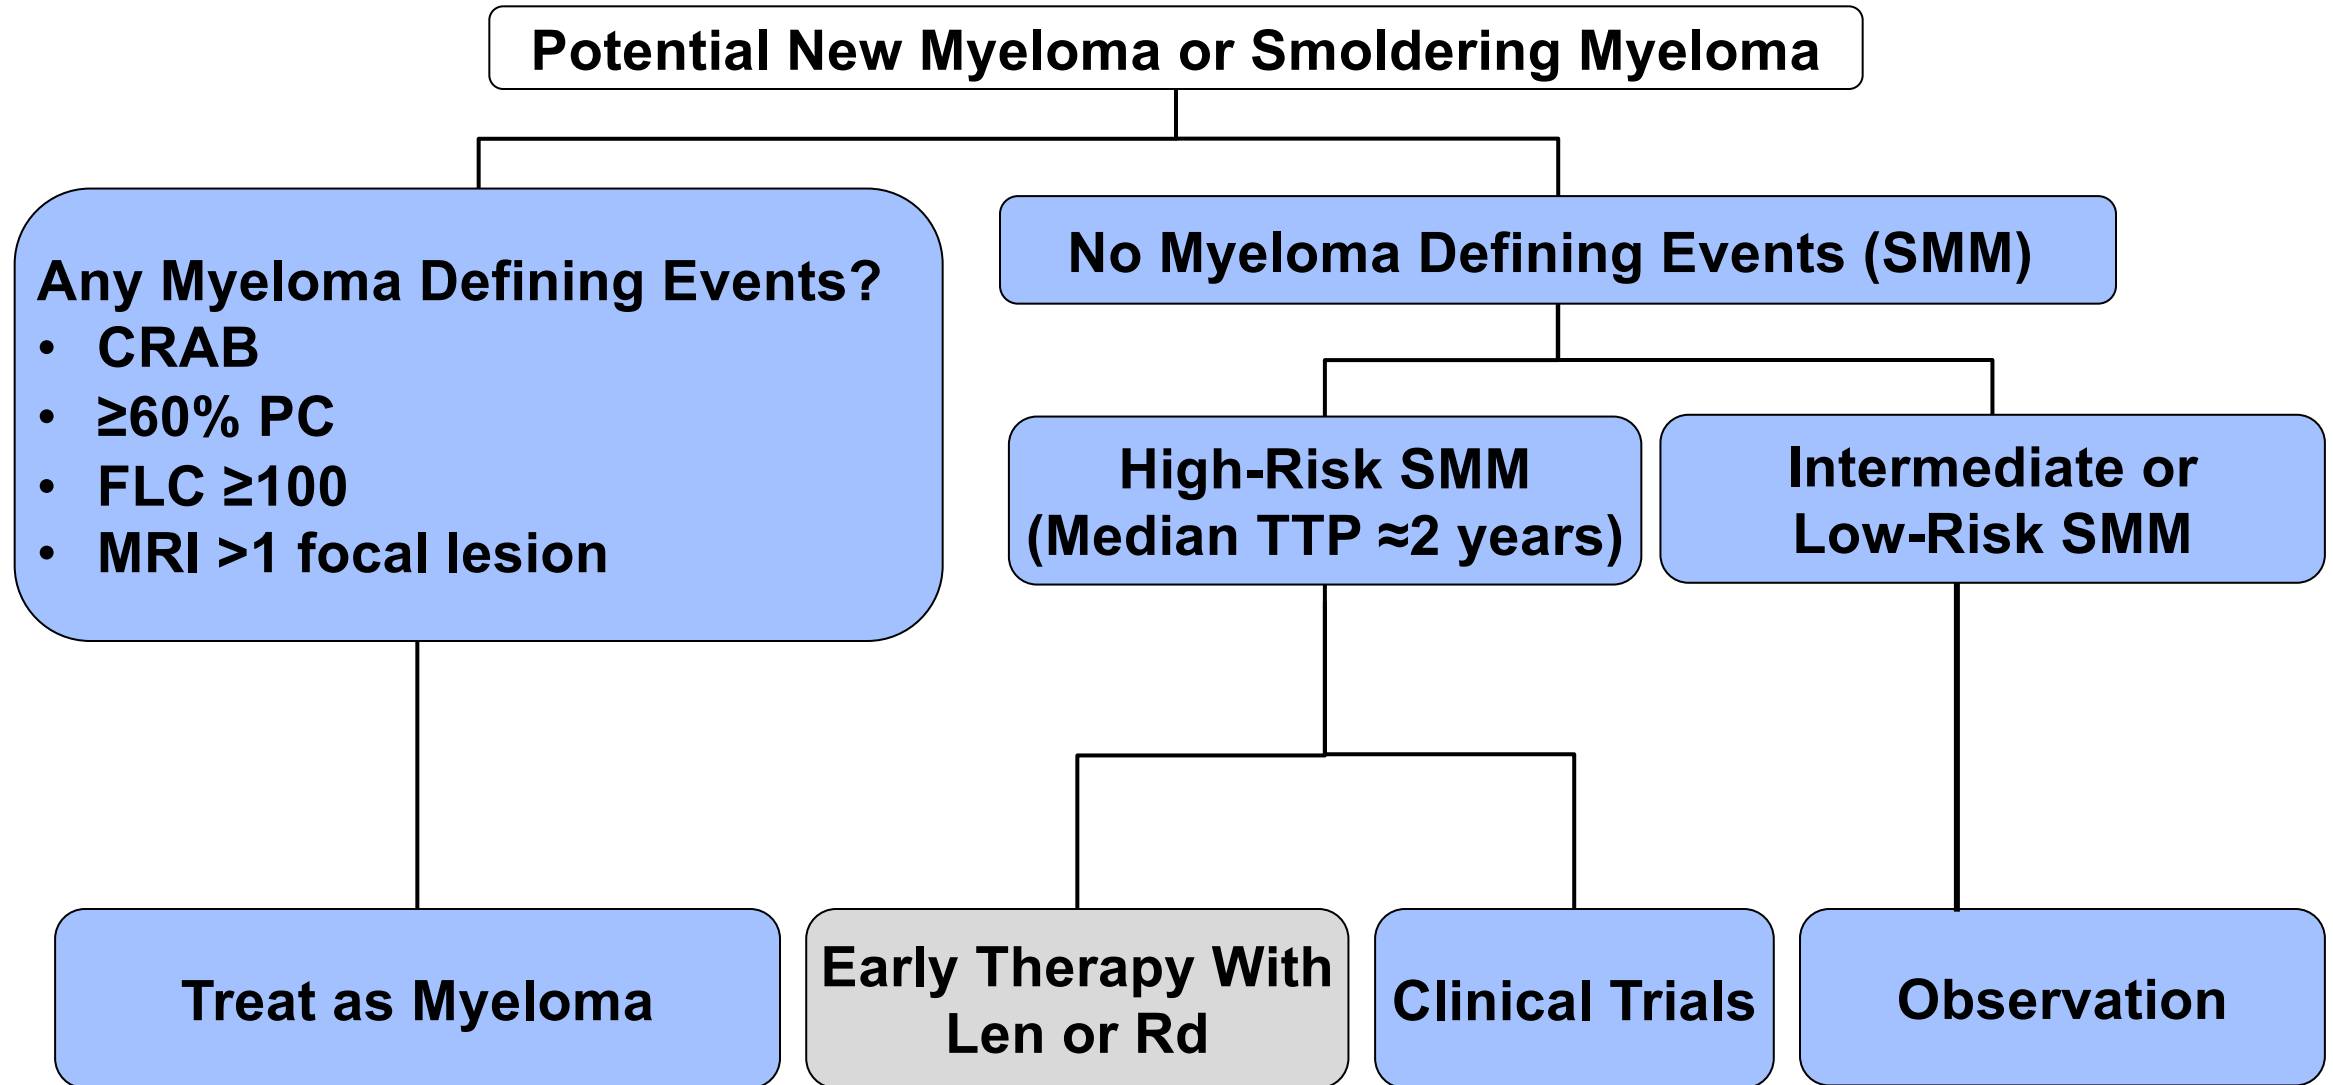 Potential New Myeloma or Smoldering Myeloma
Any Myeloma Defining Events?
• CRAB
• ≥60% PC
• FLC ≥100
• MRI >1 focal lesion
No Myeloma Defining Events (SMM)
High-Risk SMM
(Median TTP ≈2 years)
Intermediate or
Low-Risk SMM
Treat as Myeloma
Early Therapy With
Len or Rd
Clinical Trials
Observation